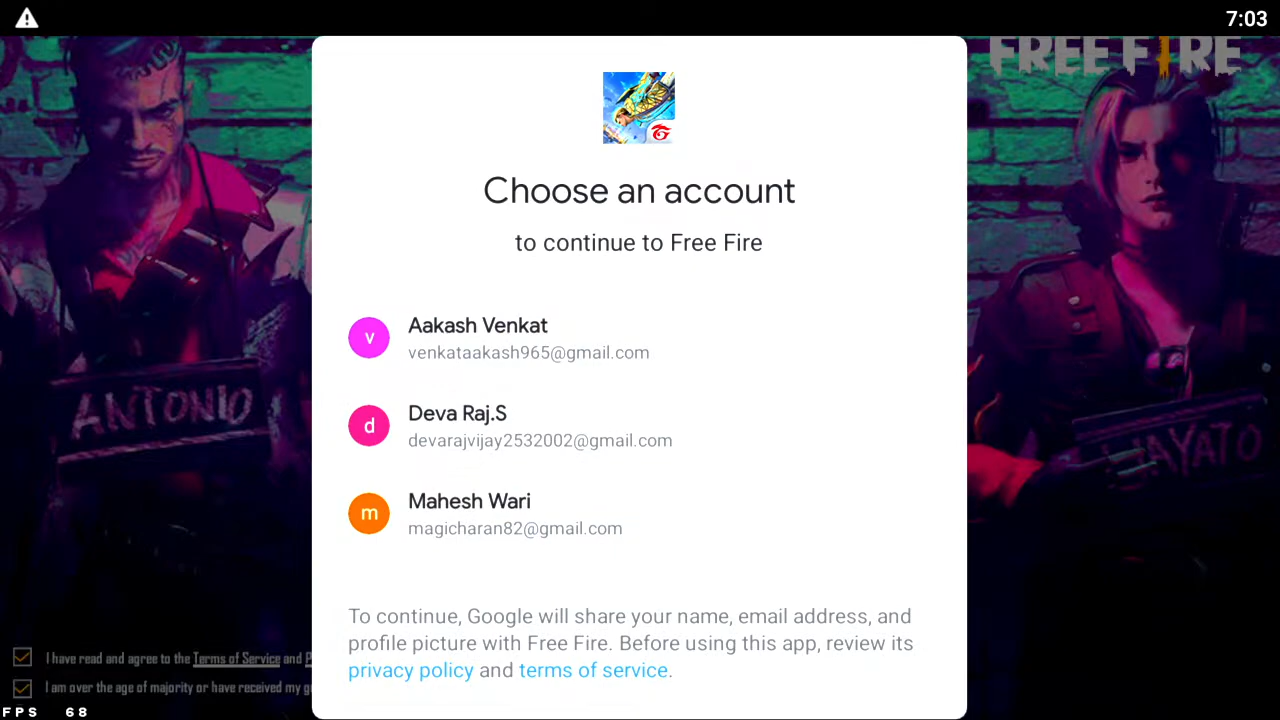 7:03
FREE FIRE
Choose an account
to continue to Free Fire
v
Aakash Venkat
venkataakash965@gmail.com
d
Deva Raj.S
devarajvijay2532002@gmail.com
m
Mahesh Wari
magicharan82@gmail.com
ANTONIO
HAYATO
To continue, Google will share your name, email address, and
profile picture with Free Fire. Before using this app, review its
privacy policy and terms of service.
I have read and agree to the Terms of Service and P
I am over the age of majority or have received my g
FPS 68